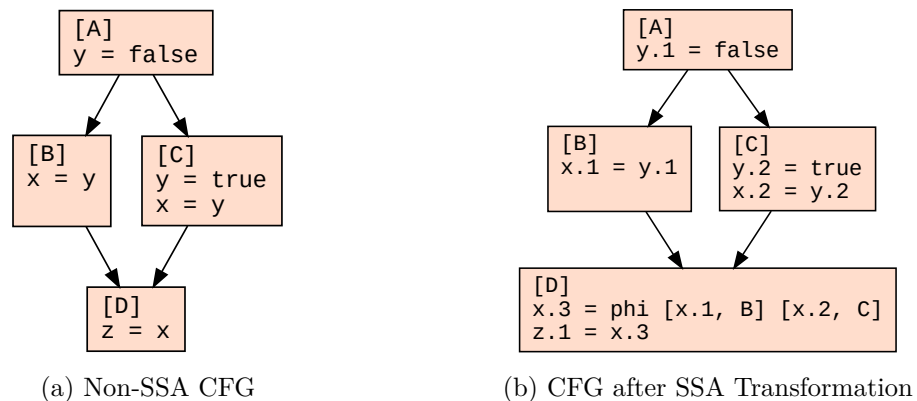 [A]
y = false
[B]
x = y
[C]
y = true
x = y
[D]
z = x
(a) Non-SSA CFG
[A]
y.1 = false
[B]
x.1 = y.1
[C]
y.2 = true
x.2 = y.2
[D]
x.3 = phi [x.1, B] [x.2, C]
z.1 = x.3
(b) CFG after SSA Transformation